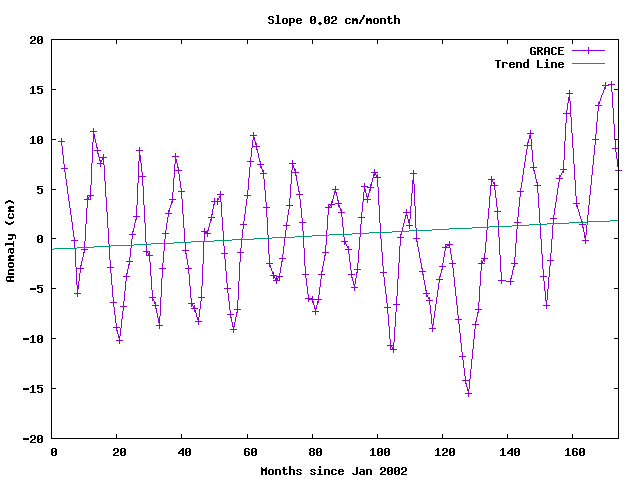 Slope 0.02 cm/month
GRACE
Trend Line
20
15
10
5
0
-5
-10
-15
-20
Anomaly (cm)
0 20 40 60 80 100 120 140 160
Months since Jan 2002